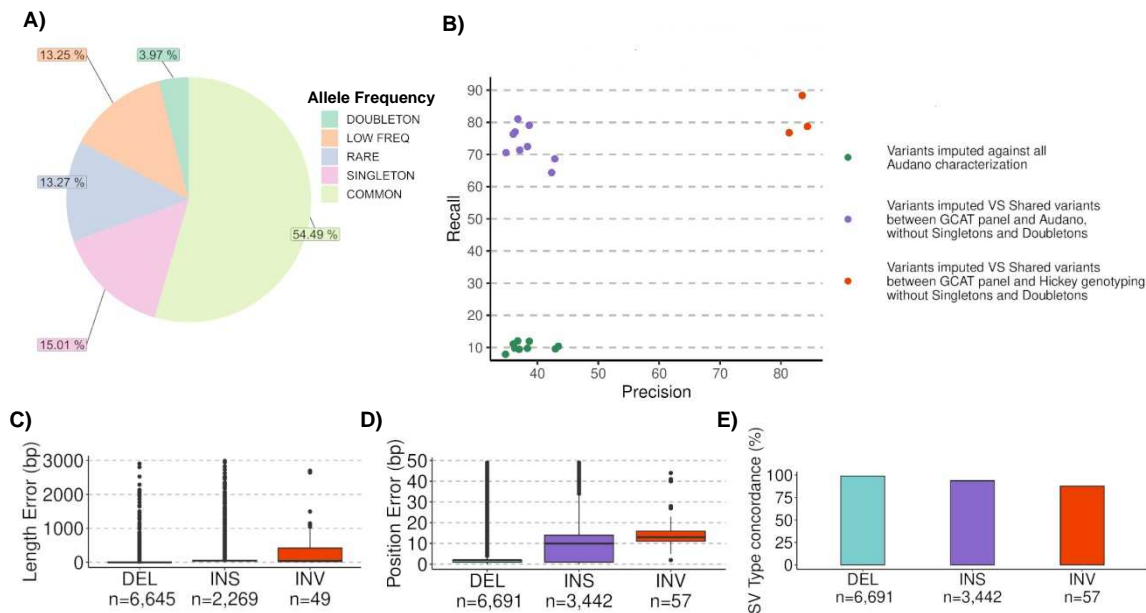 A)
13.25 %
3.97 %
13.27 %
15.01 %
54.49 %
Allele Frequency
DOUBLETON
LOW FREQ
RARE
SINGLETON
COMMON
B)
Recall
90
80
70
60
50
40
30
20
10
40
50
60
70
80
Precision
Variants imputed against all
Audano characterization
Variants imputed VS Shared variants
between GCAT panel and Audano,
without Singletons and Doubletons
Variants imputed VS Shared variants
between GCAT panel and Hickey genotyping
without Singletons and Doubletons
C)
Length Error (bp)
3000
2000
1000
0
DEL
INS
INV
n=6,645
n=2,269
n=49
D)
Position Error (bp)
50
40
30
20
10
0
DEL
INS
INV
n=6,691
n=3,442
n=57
E)
SV Type concordance (%)
100
75
50
25
0
DEL
INS
INV
n=6,691
n=3,442
n=57